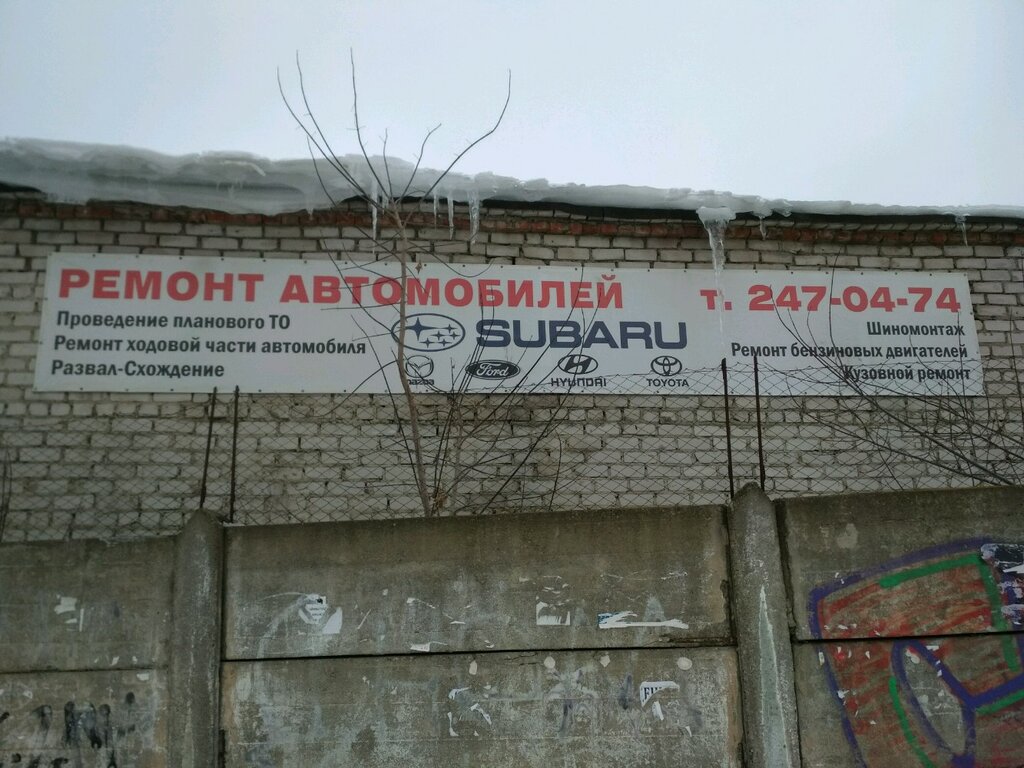 РЕМОНТ АВТОМОБИЛЕЙ т. 247-04-74
Проведение планового ТО
Ремонт ходовой части автомобиля
Развал-Схождение
SUBARU
mazda
Ford
HYUNDAI
TOYOTA
Шиномонтаж
Ремонт бензиновых двигателей
Кузовной ремонт